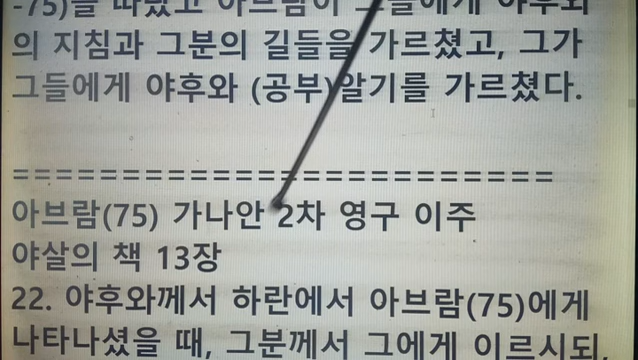 -75)을 따랐고 아브람이 그들에게 야후와
의 지침과 그분의 길들을 가르쳤고, 그가
그들에게 야후와 (공부)알기를 가르쳤다.
=========================
아브람(75) 가나안 2차 영구 이주
야살의 책 13장
22. 야후와께서 하란에서 아브람(75)에게
나타나셨을 때, 그분께서 그에게 이르시되,